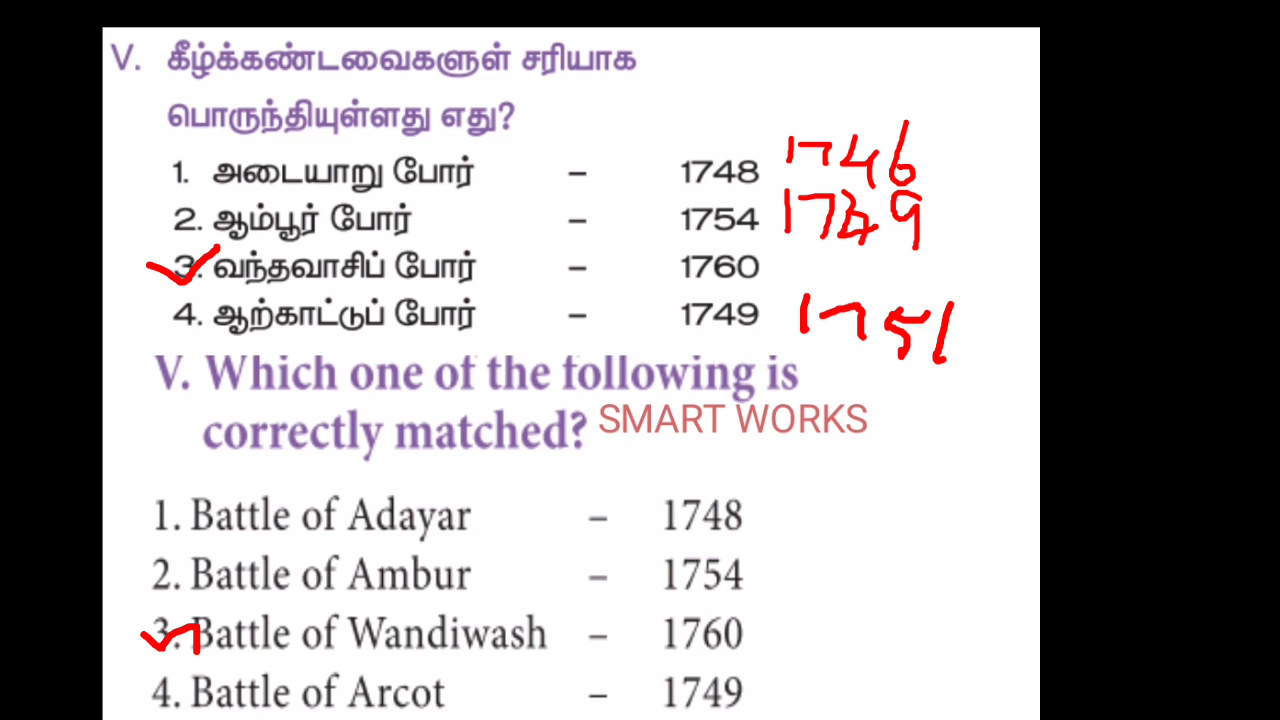 V. கீழ்க்கண்டவைகளுள் சரியாக
பொருந்தியுள்ளது எது?
1. அடையாறு போர் – 1748 1746
2. ஆம்பூர் போர் – 1754 1749
3. வந்தவாசிப் போர் – 1760
4. ஆற்காட்டுப் போர் – 1749 1751
V. Which one of the following is
correctly matched? SMART WORKS
1. Battle of Adayar – 1748
2. Battle of Ambur – 1754
3. Battle of Wandiwash – 1760
4. Battle of Arcot – 1749